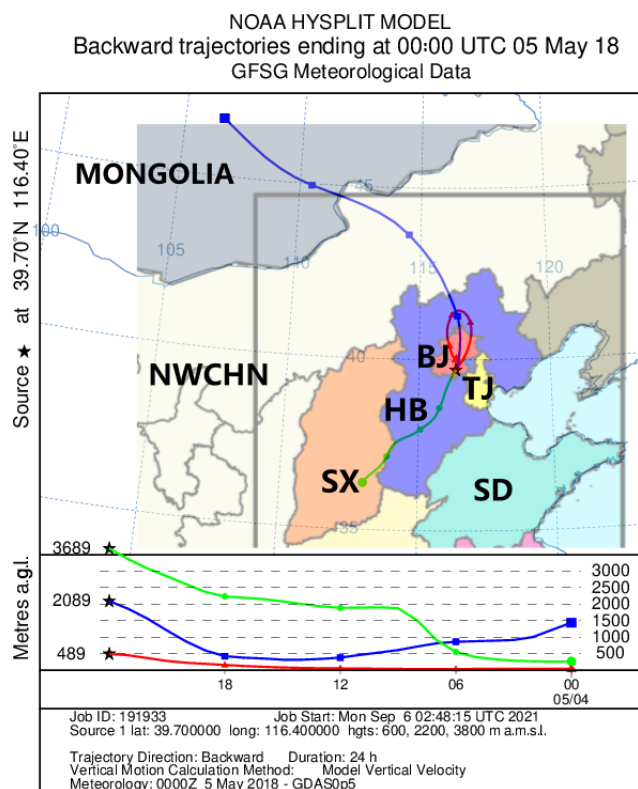 NOAA HYSPLIT MODEL
Backward trajectories ending at 00:00 UTC 05 May 18
GFSG Meteorological Data
Source ★ at 39.70°N 116.40°E
MONGOLIA
45
100
105
110
115
120
40
BJ
NWCHN
TJ
HB
SX
SD
35
Metres a.g.l.
3689
2089
489
3000
2500
2000
1500
1000
500
18 12 06 00
05/04
Job ID: 191933 Job Start: Mon Sep 6 02:48:15 UTC 2021
Source 1 lat: 39.700000 long: 116.400000 hgts: 600, 2200, 3800 m a.m.s.l.
Trajectory Direction: Backward Duration: 24 h
Vertical Motion Calculation Method: Model Vertical Velocity
Meteorology: 0000Z 5 May 2018 - GDAS0p5